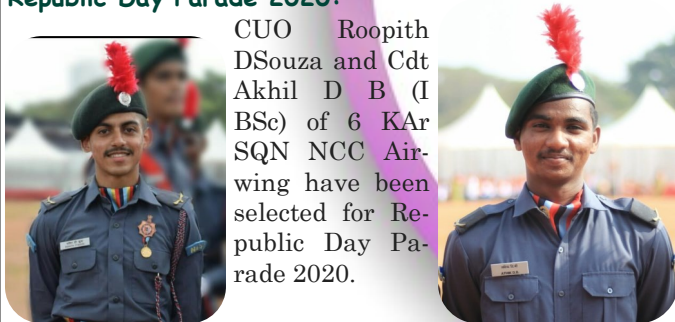 Republic Day Parade 2020:
CUO Roopith
DSouza and Cdt
Akhil D B (I
BSc) of 6 KAr
SQN NCC Air-
wing have been
selected for Re-
public Day Pa-
rade 2020.